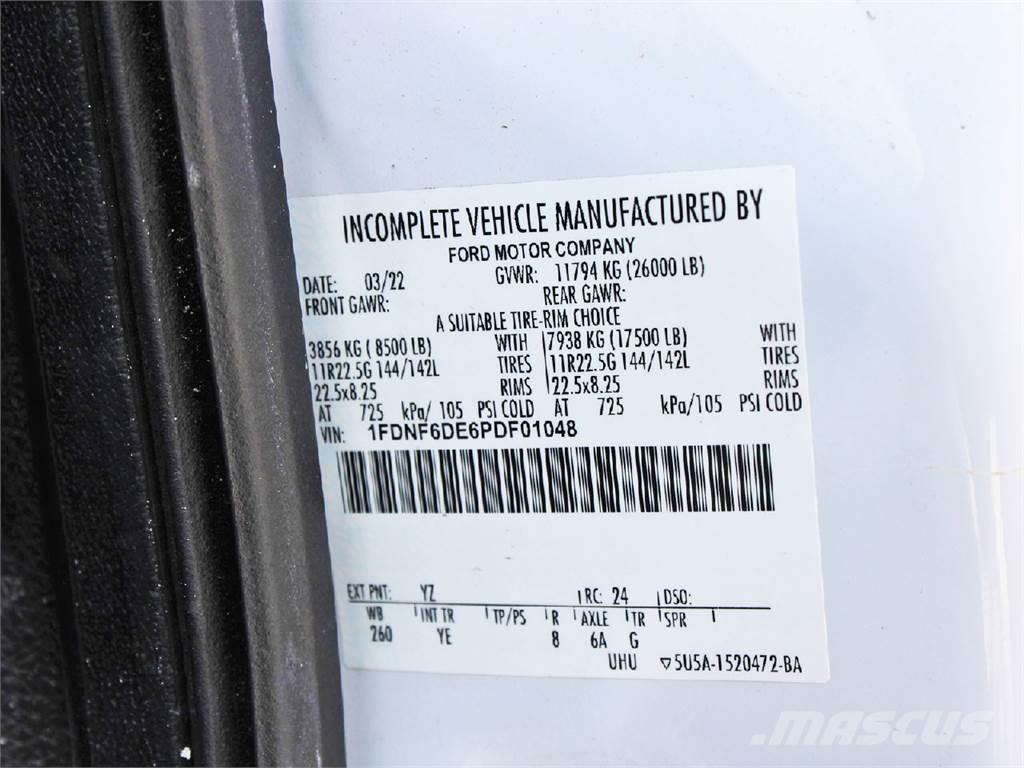 INCOMPLETE VEHICLE MANUFACTURED BY
FORD MOTOR COMPANY
DATE: 03/22 GVWR: 11794 KG (26000 LB)
FRONT GAWR: REAR GAWR:
A SUITABLE TIRE-RIM CHOICE
3856 KG ( 8500 LB) WITH 7938 KG (17500 LB) WITH
11R22.5G 144/142L TIRES 11R22.5G 144/142L TIRES
22.5x8.25 RIMS 22.5x8.25 RIMS
AT 725 kPa/ 105 PSI COLD AT 725 kPa/105 PSI COLD
VIN: 1FDNF6DE6PDF01048
EXT PNT: YZ RC: 24 DSO:
WB INT TR TP/PS R AXLE TR SPR
260 YE 8 6A G
UHU ▽5U5A-1520472-BA
MASCUS